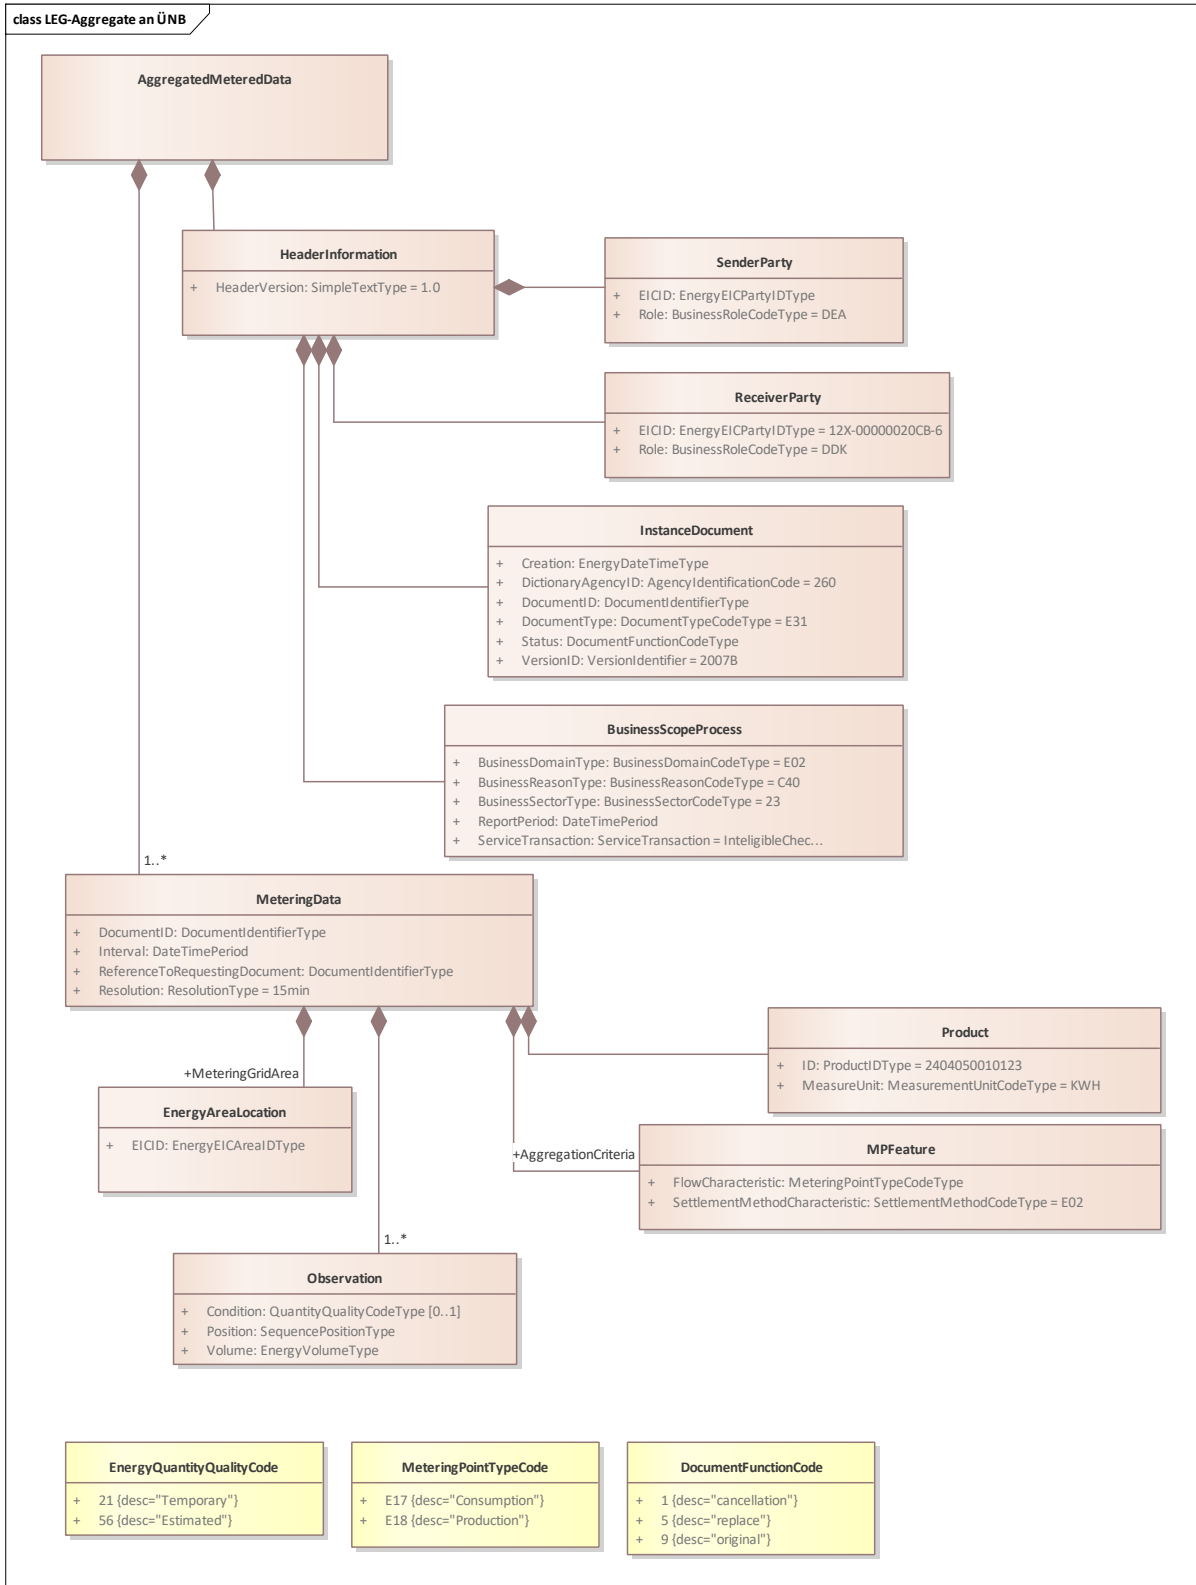 class LEG-Aggregate an ÜNB
AggregatedMeteredData
HeaderInformation
+ HeaderVersion: SimpleTextType = 1.0
SenderParty
+ EICID: EnergyEICPartyIDType
+ Role: BusinessRoleCodeType = DEA
ReceiverParty
+ EICID: EnergyEICPartyIDType = 12X-00000020CB-6
+ Role: BusinessRoleCodeType = DDK
InstanceDocument
+ Creation: EnergyDateTimeType
+ DictionaryAgencyID: AgencyIdentificationCode = 260
+ DocumentID: DocumentIdentifierType
+ DocumentType: DocumentTypeCodeType = E31
+ Status: DocumentFunctionCodeType
+ VersionID: VersionIdentifier = 2007B
BusinessScopeProcess
+ BusinessDomainType: BusinessDomainCodeType = E02
+ BusinessReasonType: BusinessReasonCodeType = C40
+ BusinessSectorType: BusinessSectorCodeType = 23
+ ReportPeriod: DateTimePeriod
+ ServiceTransaction: ServiceTransaction = InteligibleChec...
1..*
MeteringData
+ DocumentID: DocumentIdentifierType
+ Interval: DateTimePeriod
+ ReferenceToRequestingDocument: DocumentIdentifierType
+ Resolution: ResolutionType = 15min
Product
+ ID: ProductIDType = 2404050010123
+ MeasureUnit: MeasurementUnitCodeType = KWH
+MeteringGridArea
EnergyAreaLocation
+ EICID: EnergyEICAreaIDType
+AggregationCriteria
MPFeature
+ FlowCharacteristic: MeteringPointTypeCodeType
+ SettlementMethodCharacteristic: SettlementMethodCodeType = E02
1..*
Observation
+ Condition: QuantityQualityCodeType [0..1]
+ Position: SequencePositionType
+ Volume: EnergyVolumeType
EnergyQuantityQualityCode
+ 21 {desc="Temporary"}
+ 56 {desc="Estimated"}
MeteringPointTypeCode
+ E17 {desc="Consumption"}
+ E18 {desc="Production"}
DocumentFunctionCode
+ 1 {desc="cancellation"}
+ 5 {desc="replace"}
+ 9 {desc="original"}